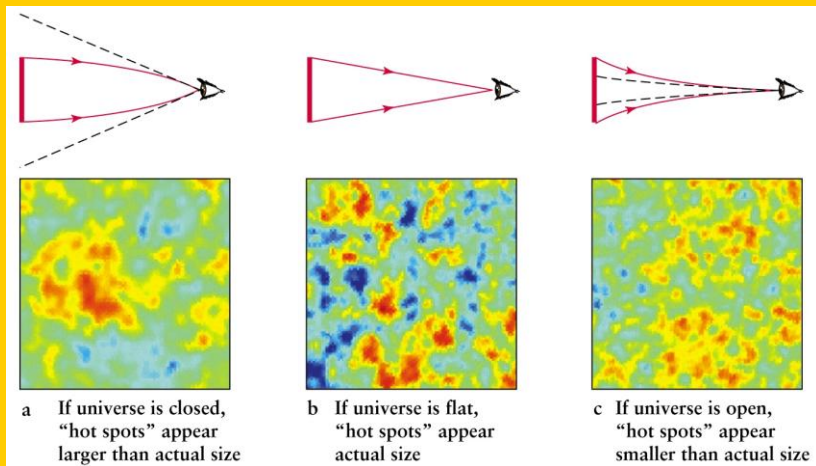 a If universe is closed,
“hot spots” appear
larger than actual size
b If universe is flat,
“hot spots” appear
actual size
c If universe is open,
“hot spots” appear
smaller than actual size